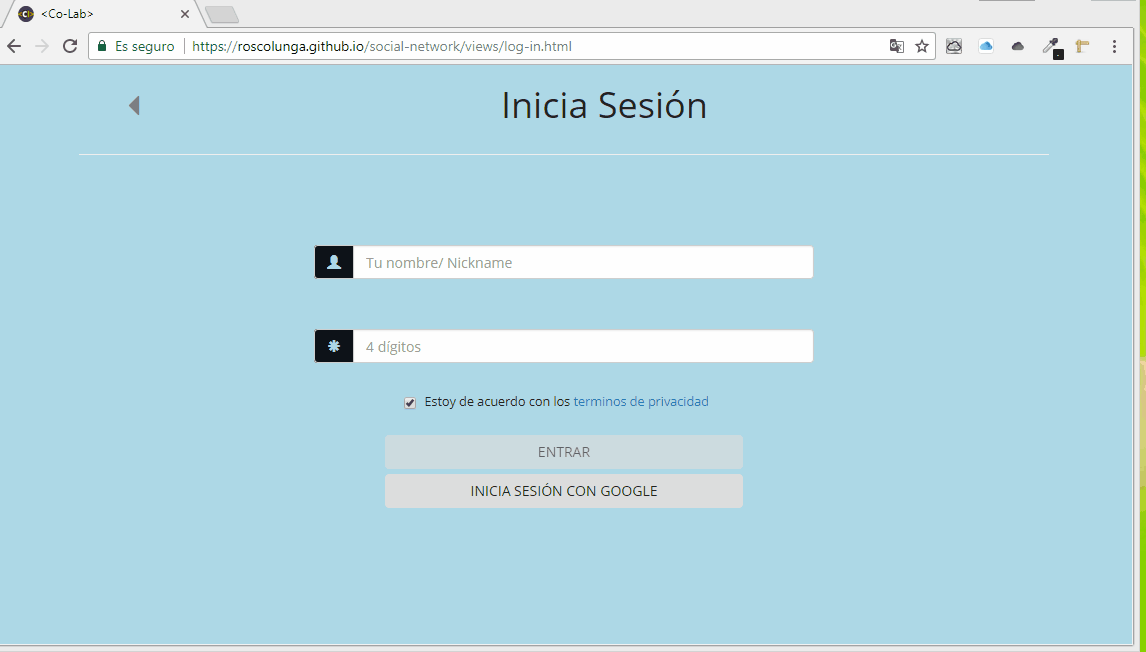 <Co-Lab>
Es seguro
https://roscolunga.github.io/social-network/views/log-in.html
Inicia Sesión
Tu nombre/ Nickname
4 dígitos
Estoy de acuerdo con los terminos de privacidad
ENTRAR
INICIA SESIÓN CON GOOGLE